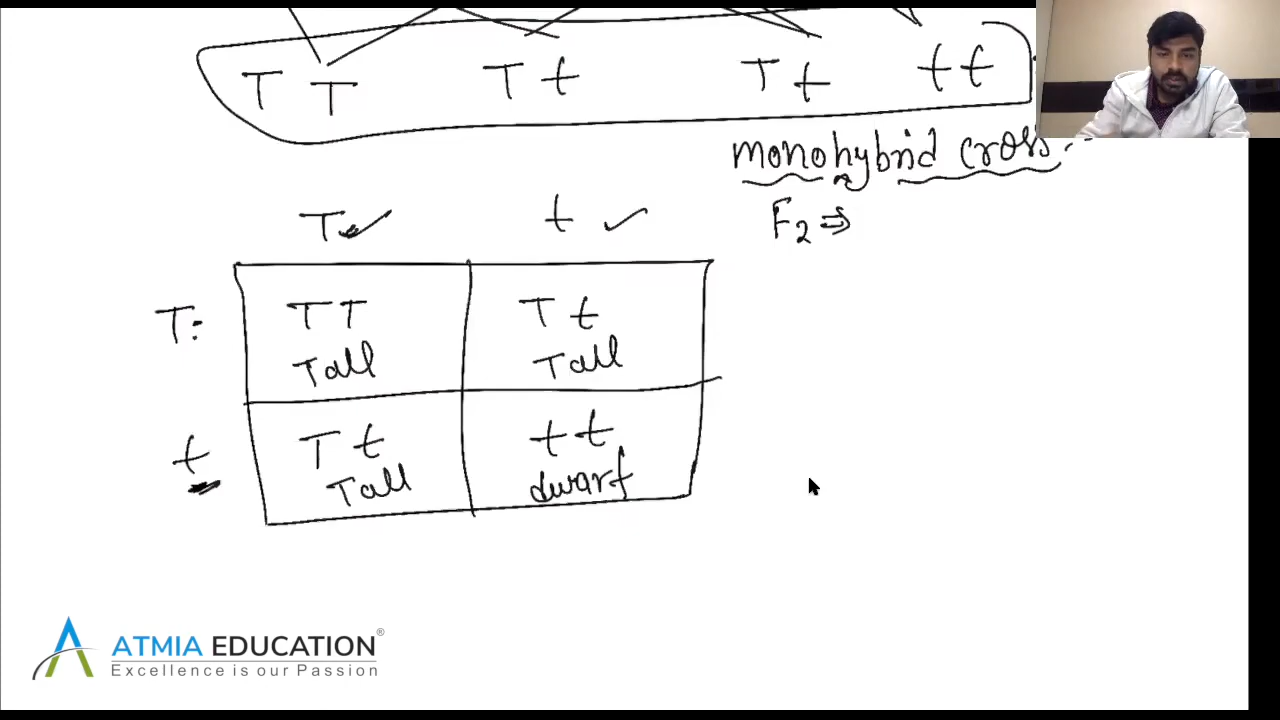 T T T t T t t t
monohybrid cross
F2 ⇒
T t
T: T T T t
Tall Tall
t T t t t
Tall dwarf
ATMIA EDUCATION®
Excellence is our Passion